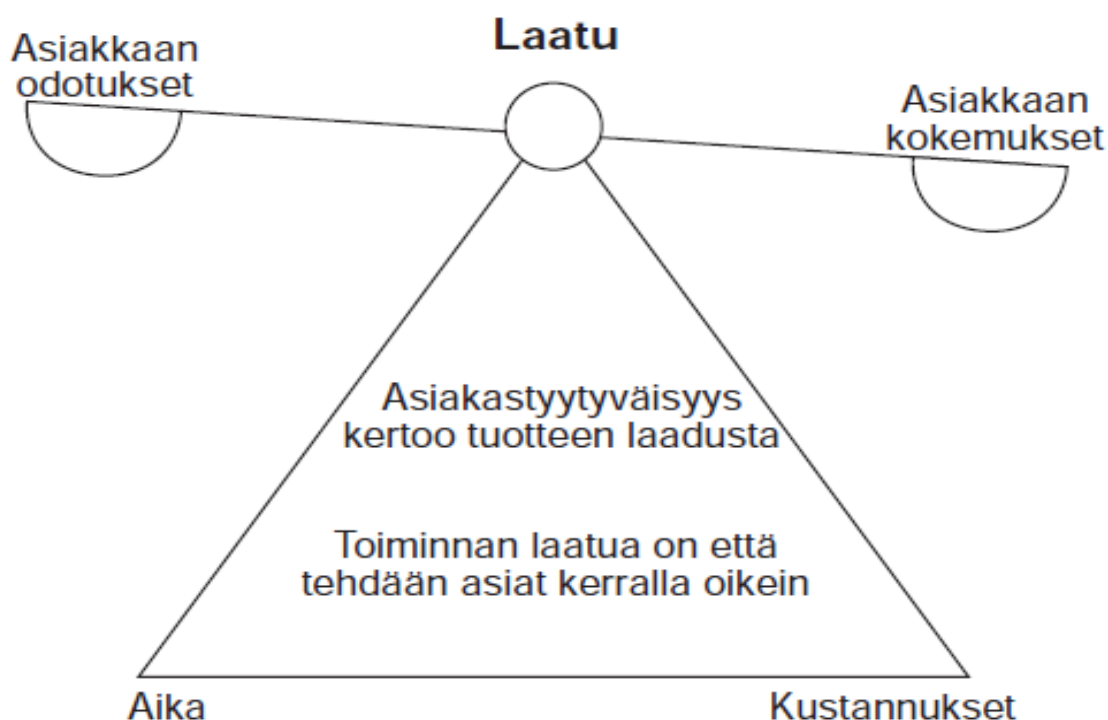 Laatu
Asiakkaan
odotukset
Asiakkaan
kokemukset
Asiakastyytyväisyys
kertoo tuotteen laadusta
Toiminnan laatua on että
tehdään asiat kerralla oikein
Aika
Kustannukset